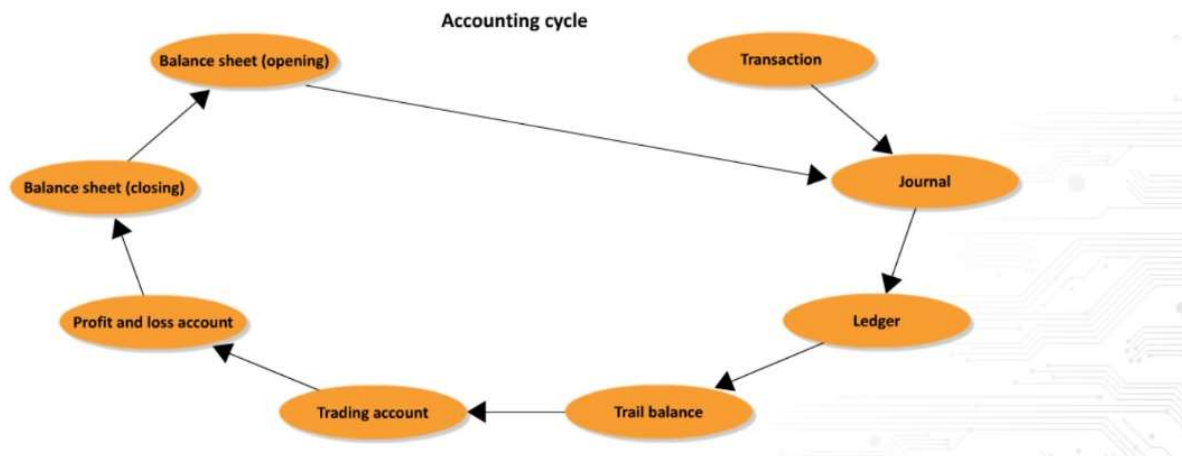 Accounting cycle
Balance sheet (opening)
Transaction
Balance sheet (closing)
Journal
Profit and loss account
Ledger
Trading account
Trail balance